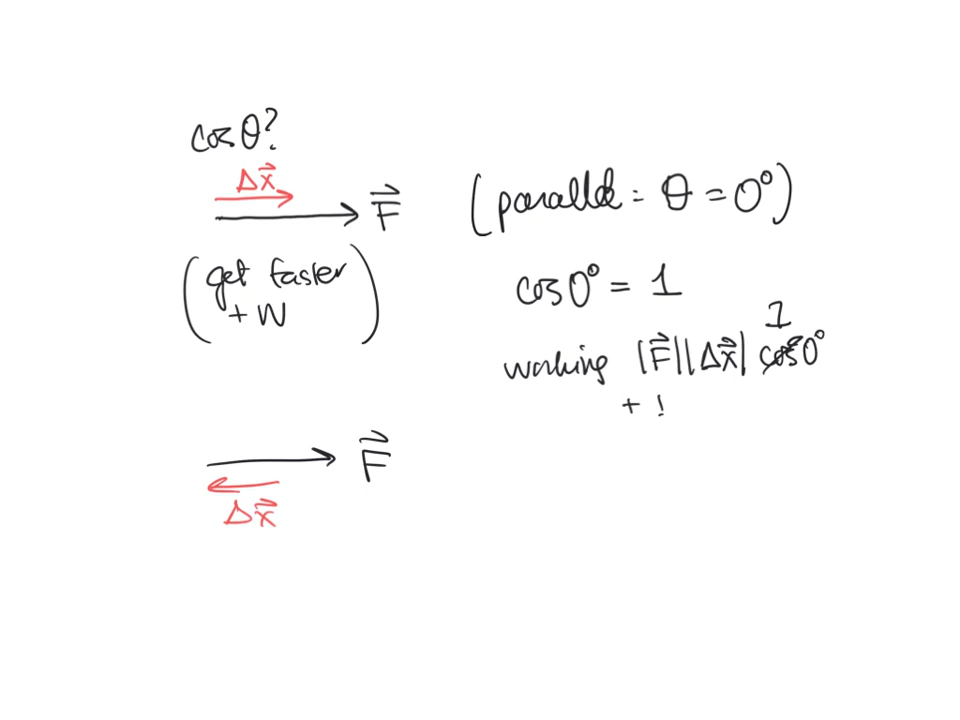 cos θ?
Δx⃗
F⃗
(get faster
+ W)
(parallel = θ = 0°)
cos 0° = 1
1
working |F⃗||Δx⃗| cos 0°
+ !
F⃗
Δx⃗